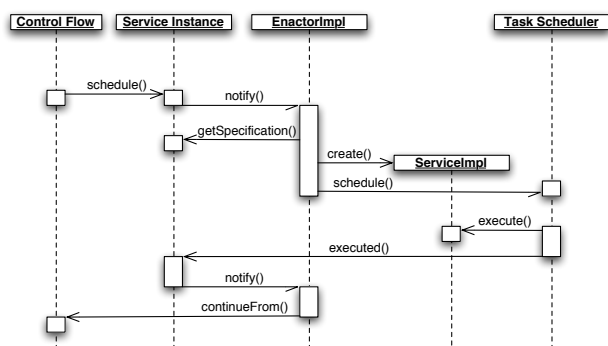 Control Flow
Service Instance
EnactorImpl
Task Scheduler
schedule()
notify()
getSpecification()
create()
ServiceImpl
schedule()
execute()
executed()
notify()
continueFrom()